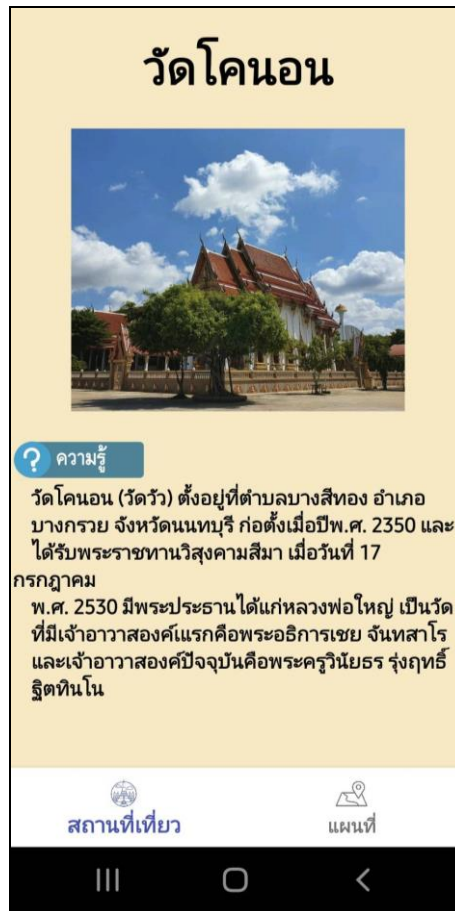 วัดโคนอน
ความรู้
วัดโคนอน (วัดวัว) ตั้งอยู่ที่ตำบลบางสีทอง อำเภอ
บางกรวย จังหวัดนนทบุรี ก่อตั้งเมื่อปีพ.ศ. 2350 และ
ได้รับพระราชทานวิสุงคามสีมา เมื่อวันที่ 17
กรกฎาคม
พ.ศ. 2530 มีพระประธานได้แก่หลวงพ่อใหญ่ เป็นวัด
ที่มีเจ้าอาวาสองค์แรกคือพระอธิการเชย จันทสาโร
และเจ้าอาวาสองค์ปัจจุบันคือพระครูวินัยธร รุ่งฤทธิ์
ฐิตทินโน
สถานที่เที่ยว
แผนที่